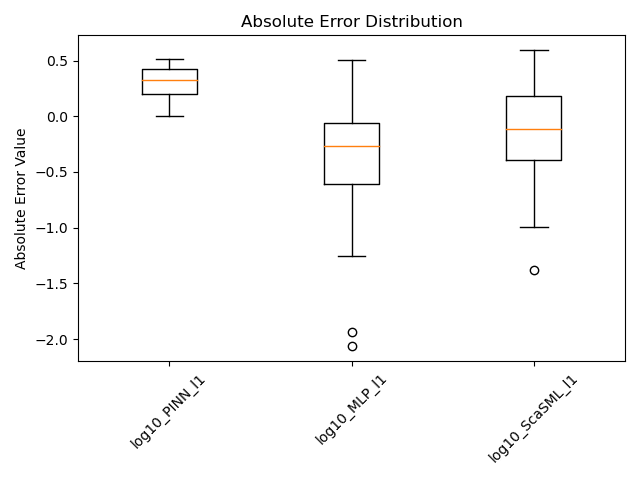 Absolute Error Distribution
Absolute Error Value
0.5
0.0
−0.5
−1.0
−1.5
−2.0
log10_PINN_l1
log10_MLP_l1
log10_ScaSML_l1